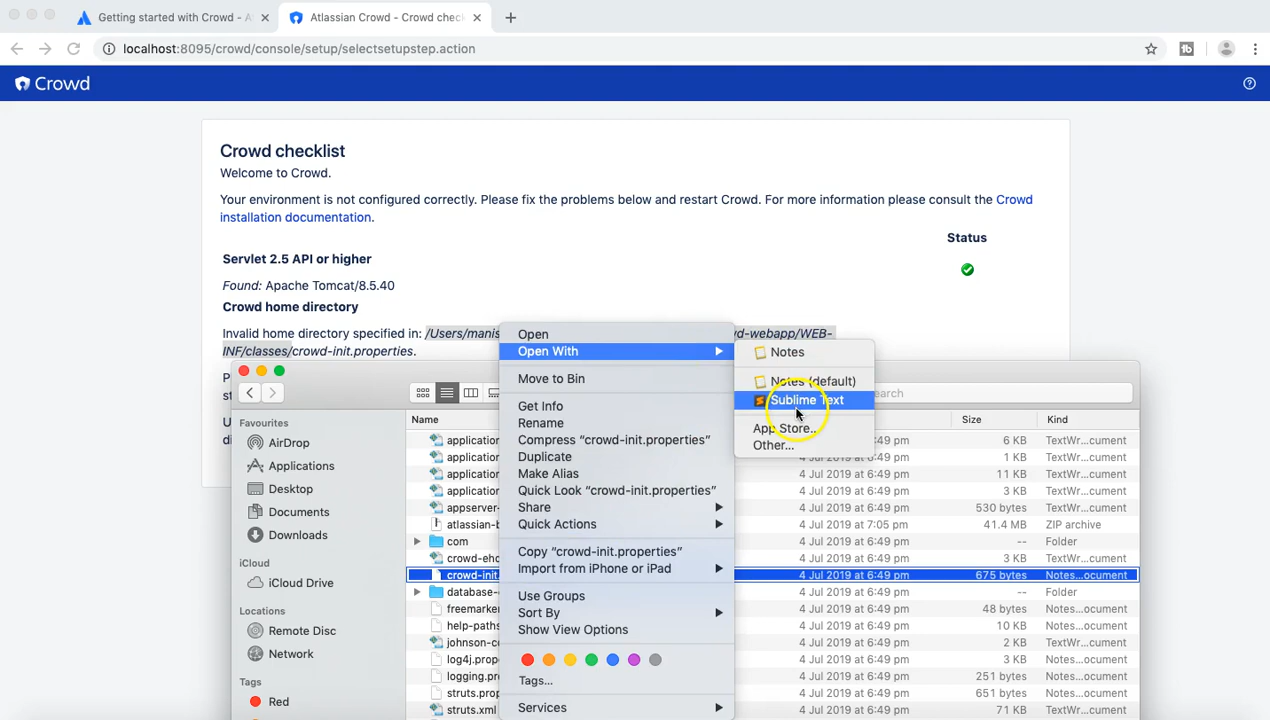 Getting started with Crowd - A
Atlassian Crowd - Crowd chec
localhost:8095/crowd/console/setup/selectsetupstep.action
Crowd
Crowd checklist
Welcome to Crowd.
Your environment is not configured correctly. Please fix the problems below and restart Crowd. For more information please consult the Crowd
installation documentation.
Status
Servlet 2.5 API or higher
Found: Apache Tomcat/8.5.40
Crowd home directory
Invalid home directory specified in: /Users/manis
wd-webapp/WEB-
INF/classes/crowd-init.properties.
Open
Open With
Move to Bin
Get Info
Rename
Compress “crowd-init.properties”
Duplicate
Make Alias
Quick Look “crowd-init.properties”
Share
Quick Actions
Copy “crowd-init.properties”
Import from iPhone or iPad
Use Groups
Sort By
Show View Options
Tags...
Services
Notes
Notes (default)
Sublime Text
App Store...
Other...
Favourites
AirDrop
Applications
Desktop
Documents
Downloads
iCloud
iCloud Drive
Locations
Remote Disc
Network
Tags
Red
Name Size Kind
application 6:49 pm 6 KB TextWr...cument
application 6:49 pm 1 KB TextWr...cument
application 4 Jul 2019 at 6:49 pm 11 KB TextWr...cument
application 4 Jul 2019 at 6:49 pm 3 KB TextWr...cument
appserver- 4 Jul 2019 at 6:49 pm 530 bytes TextWr...cument
atlassian-b 4 Jul 2019 at 7:05 pm 41.4 MB ZIP archive
com 4 Jul 2019 at 6:49 pm -- Folder
crowd-eho 4 Jul 2019 at 6:49 pm 3 KB TextWr...cument
crowd-init. 4 Jul 2019 at 6:49 pm 675 bytes Notes...ocument
database- 4 Jul 2019 at 6:49 pm -- Folder
freemarke 4 Jul 2019 at 6:49 pm 48 bytes Notes...ocument
help-paths 4 Jul 2019 at 6:49 pm 10 KB Notes...ocument
johnson-co 4 Jul 2019 at 6:49 pm 2 KB TextWr...cument
log4j.prop 4 Jul 2019 at 6:49 pm 3 KB Notes...ocument
logging.pro 4 Jul 2019 at 6:49 pm 251 bytes Notes...ocument
struts.prop 4 Jul 2019 at 6:49 pm 651 bytes Notes...ocument
struts.xml 4 Jul 2019 at 6:49 pm 40 KB TextWr...cument